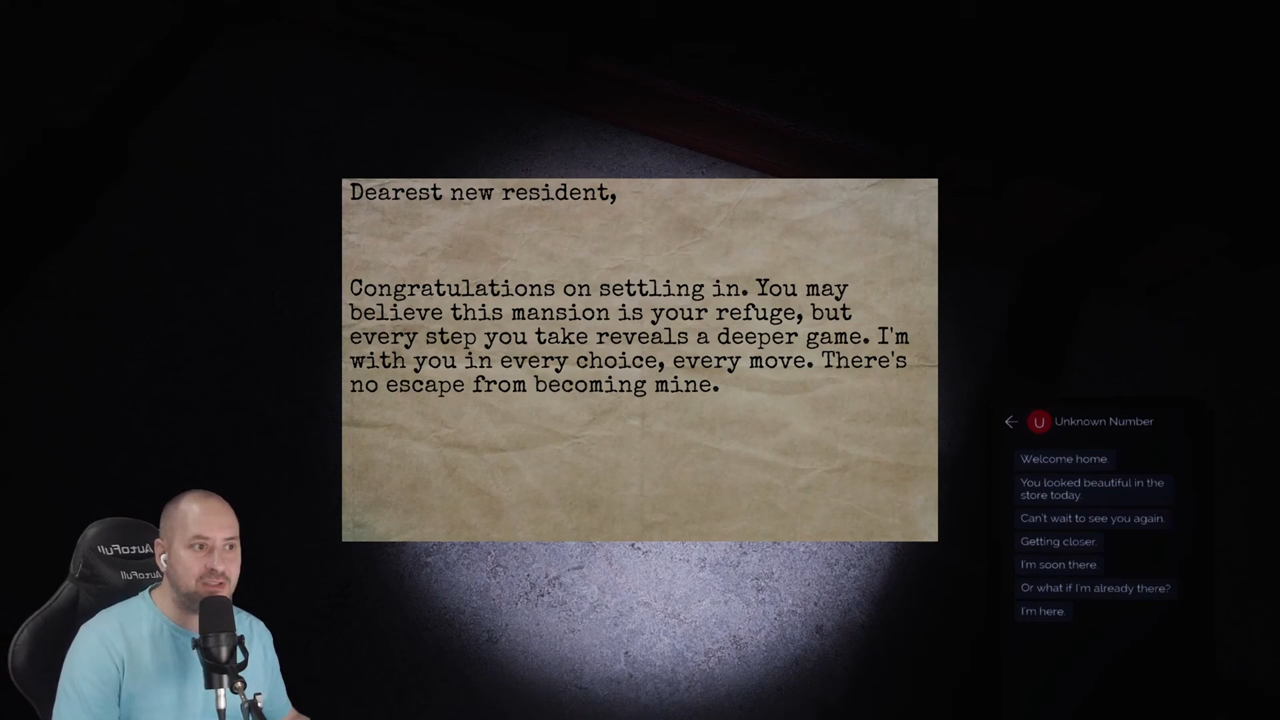 Dearest new resident,
Congratulations on settling in. You may
believe this mansion is your refuge, but
every step you take reveals a deeper game. I'm
with you in every choice, every move. There's
no escape from becoming mine.
U Unknown Number
Welcome home.
You looked beautiful in the
store today.
Can't wait to see you again.
Getting closer.
I'm soon there.
Or what if I'm already there?
I'm here.
AutoFull
AutoFull